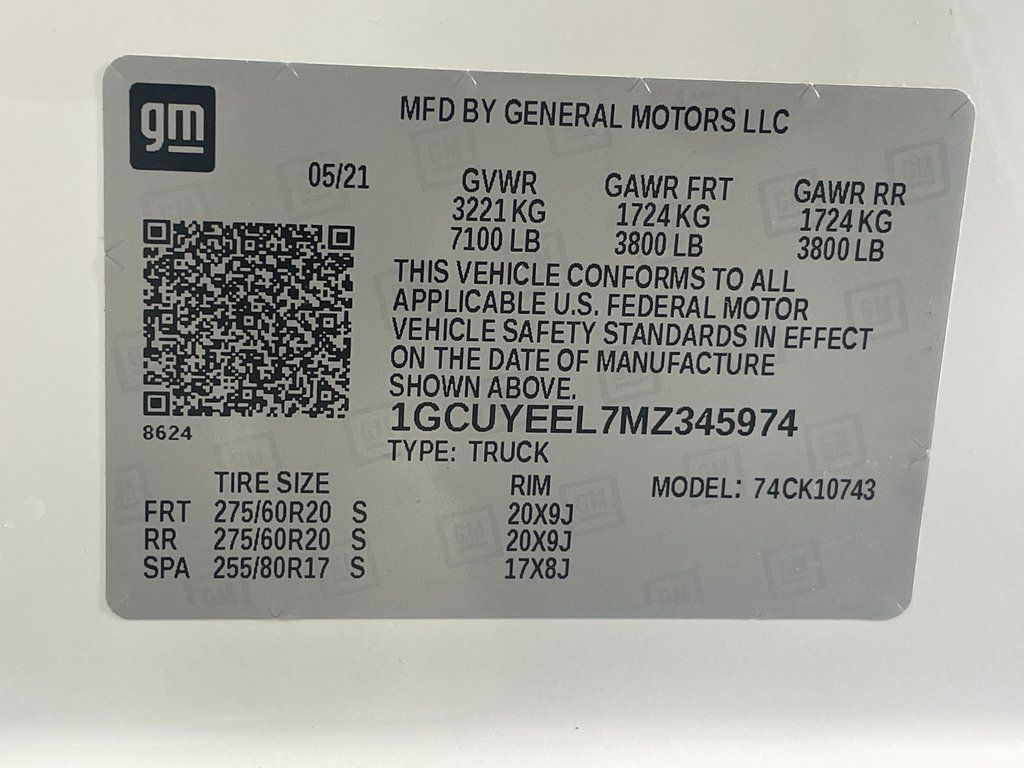 gm
MFD BY GENERAL MOTORS LLC
05/21 GVWR GAWR FRT GAWR RR
3221 KG 1724 KG 1724 KG
7100 LB 3800 LB 3800 LB
THIS VEHICLE CONFORMS TO ALL
APPLICABLE U.S. FEDERAL MOTOR
VEHICLE SAFETY STANDARDS IN EFFECT
ON THE DATE OF MANUFACTURE
SHOWN ABOVE.
8624
1GCUYEEL7MZ345974
TYPE: TRUCK
TIRE SIZE RIM MODEL: 74CK10743
FRT 275/60R20 S 20X9J
RR 275/60R20 S 20X9J
SPA 255/80R17 S 17X8J